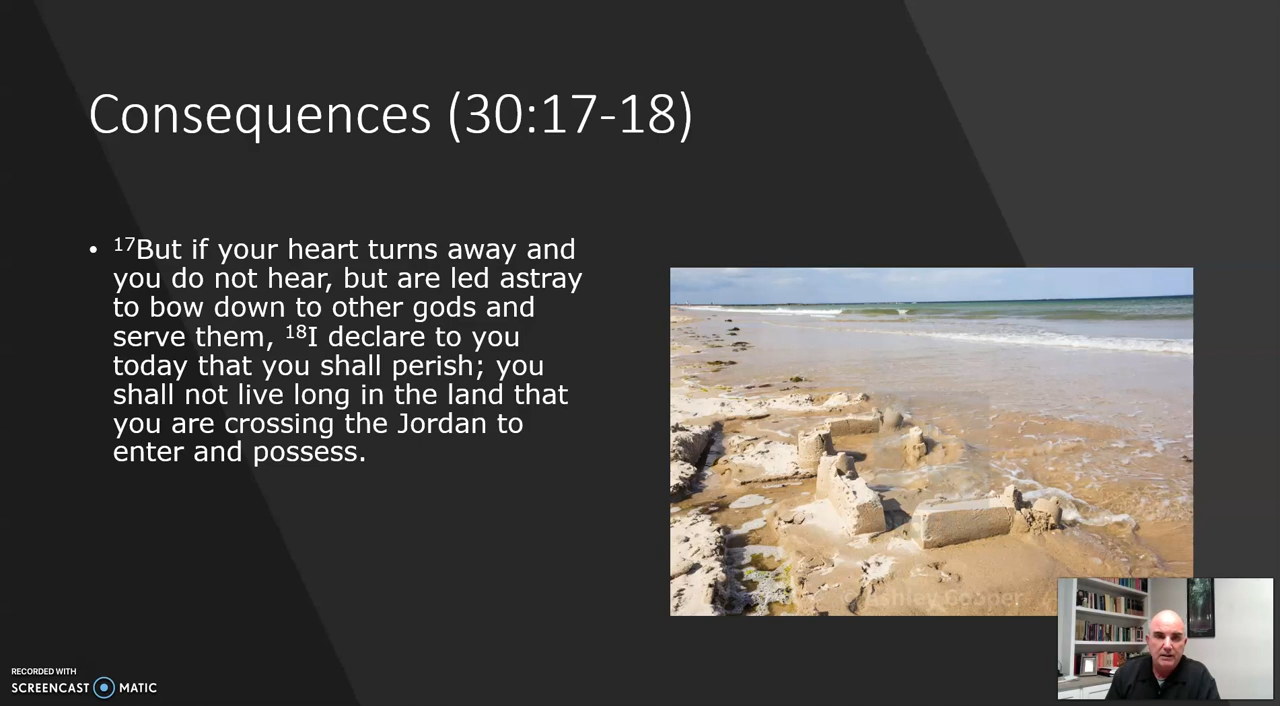 Consequences (30:17-18)
• 17But if your heart turns away and
you do not hear, but are led astray
to bow down to other gods and
serve them, 18I declare to you
today that you shall perish; you
shall not live long in the land that
you are crossing the Jordan to
enter and possess.
Ashley Cooper
RECORDED WITH
SCREENCAST MATIC